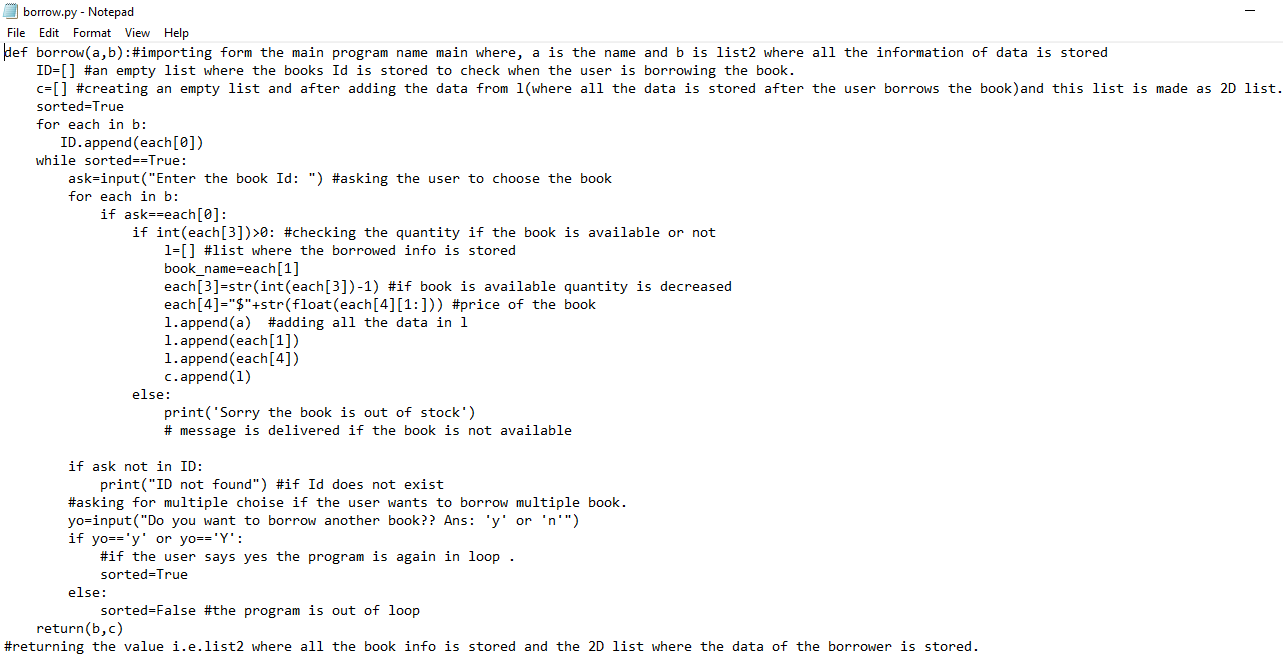 borrow.py - Notepad
File Edit Format View Help
def borrow(a,b):#importing form the main program name main where, a is the name and b is list2 where all the information of data is stored
    ID=[] #an empty list where the books Id is stored to check when the user is borrowing the book.
    c=[] #creating an empty list and after adding the data from l(where all the data is stored after the user borrows the book)and this list is made as 2D list.
    sorted=True
    for each in b:
       ID.append(each[0])
    while sorted==True:
        ask=input("Enter the book Id: ") #asking the user to choose the book
        for each in b:
            if ask==each[0]:
                if int(each[3])>0: #checking the quantity if the book is available or not
                    l=[] #list where the borrowed info is stored
                    book_name=each[1]
                    each[3]=str(int(each[3])-1) #if book is available quantity is decreased
                    each[4]="$"+str(float(each[4][1:])) #price of the book
                    l.append(a)  #adding all the data in l
                    l.append(each[1])
                    l.append(each[4])
                    c.append(l)
                else:
                    print('Sorry the book is out of stock')
                    # message is delivered if the book is not available

        if ask not in ID:
            print("ID not found") #if Id does not exist
        #asking for multiple choise if the user wants to borrow multiple book.
        yo=input("Do you want to borrow another book?? Ans: 'y' or 'n'")
        if yo=='y' or yo=='Y':
            #if the user says yes the program is again in loop .
            sorted=True
        else:
            sorted=False #the program is out of loop
    return(b,c)
#returning the value i.e.list2 where all the book info is stored and the 2D list where the data of the borrower is stored.